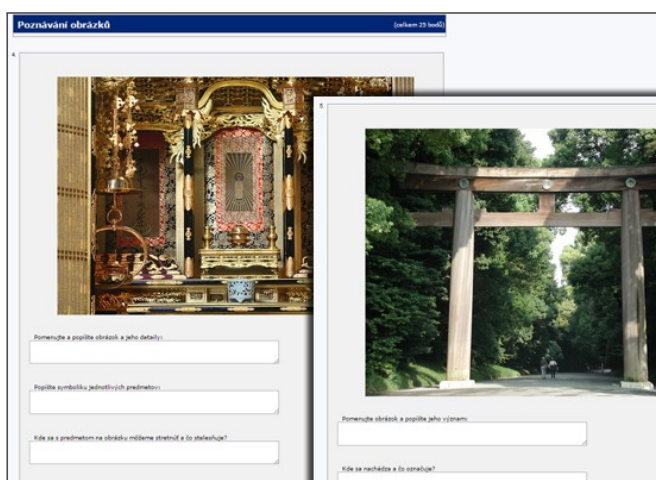 Poznávání obrázků
(celkem 25 bodů)
4.
Pomenujte a popíšte obrázok a jeho detaily:
Popíšte symboliku jednotlivých predmetov:
Kde sa s predmetom na obrázku môžeme stretnúť a čo stelesňuje?
5.
Pomenujte obrázok a popíšte jeho význam:
Kde sa nachádza a čo označuje?